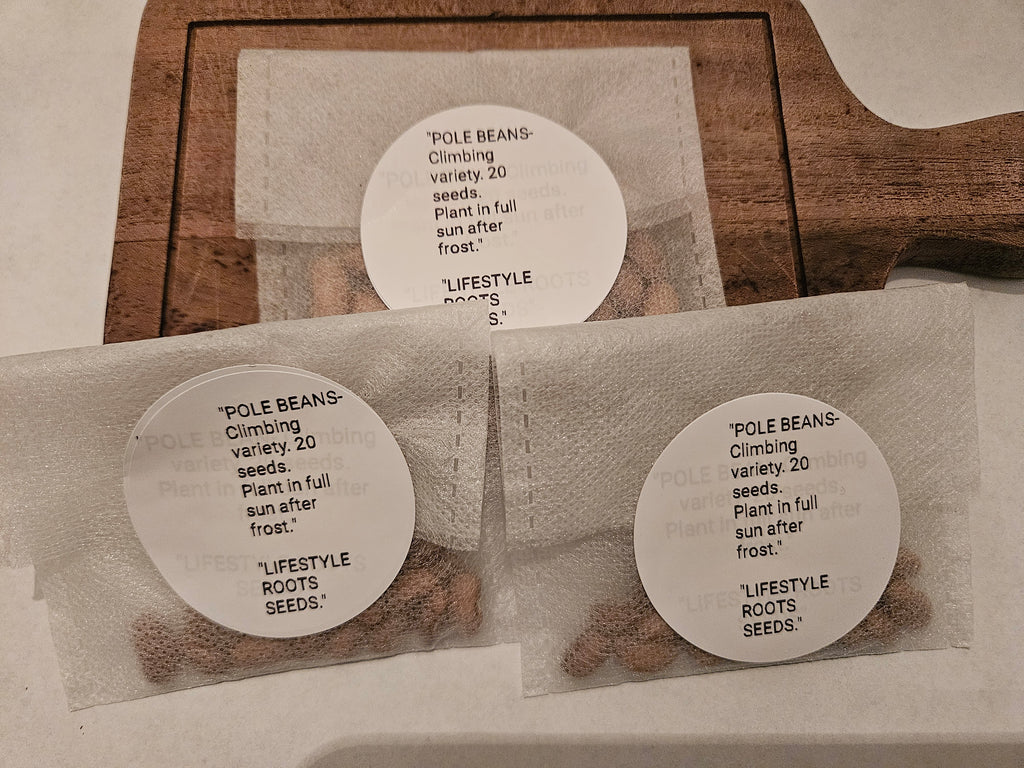 "POLE BEANS-
Climbing
variety. 20
seeds.
Plant in full
sun after
frost."
"LIFESTYLE
ROOTS
S."
"POLE BEANS-
Climbing
variety. 20
seeds.
Plant in full
sun after
frost."
"LIFESTYLE
ROOTS
SEEDS."
"POLE BEANS-
Climbing
variety. 20
seeds.
Plant in full
sun after
frost."
"LIFESTYLE
ROOTS
SEEDS."